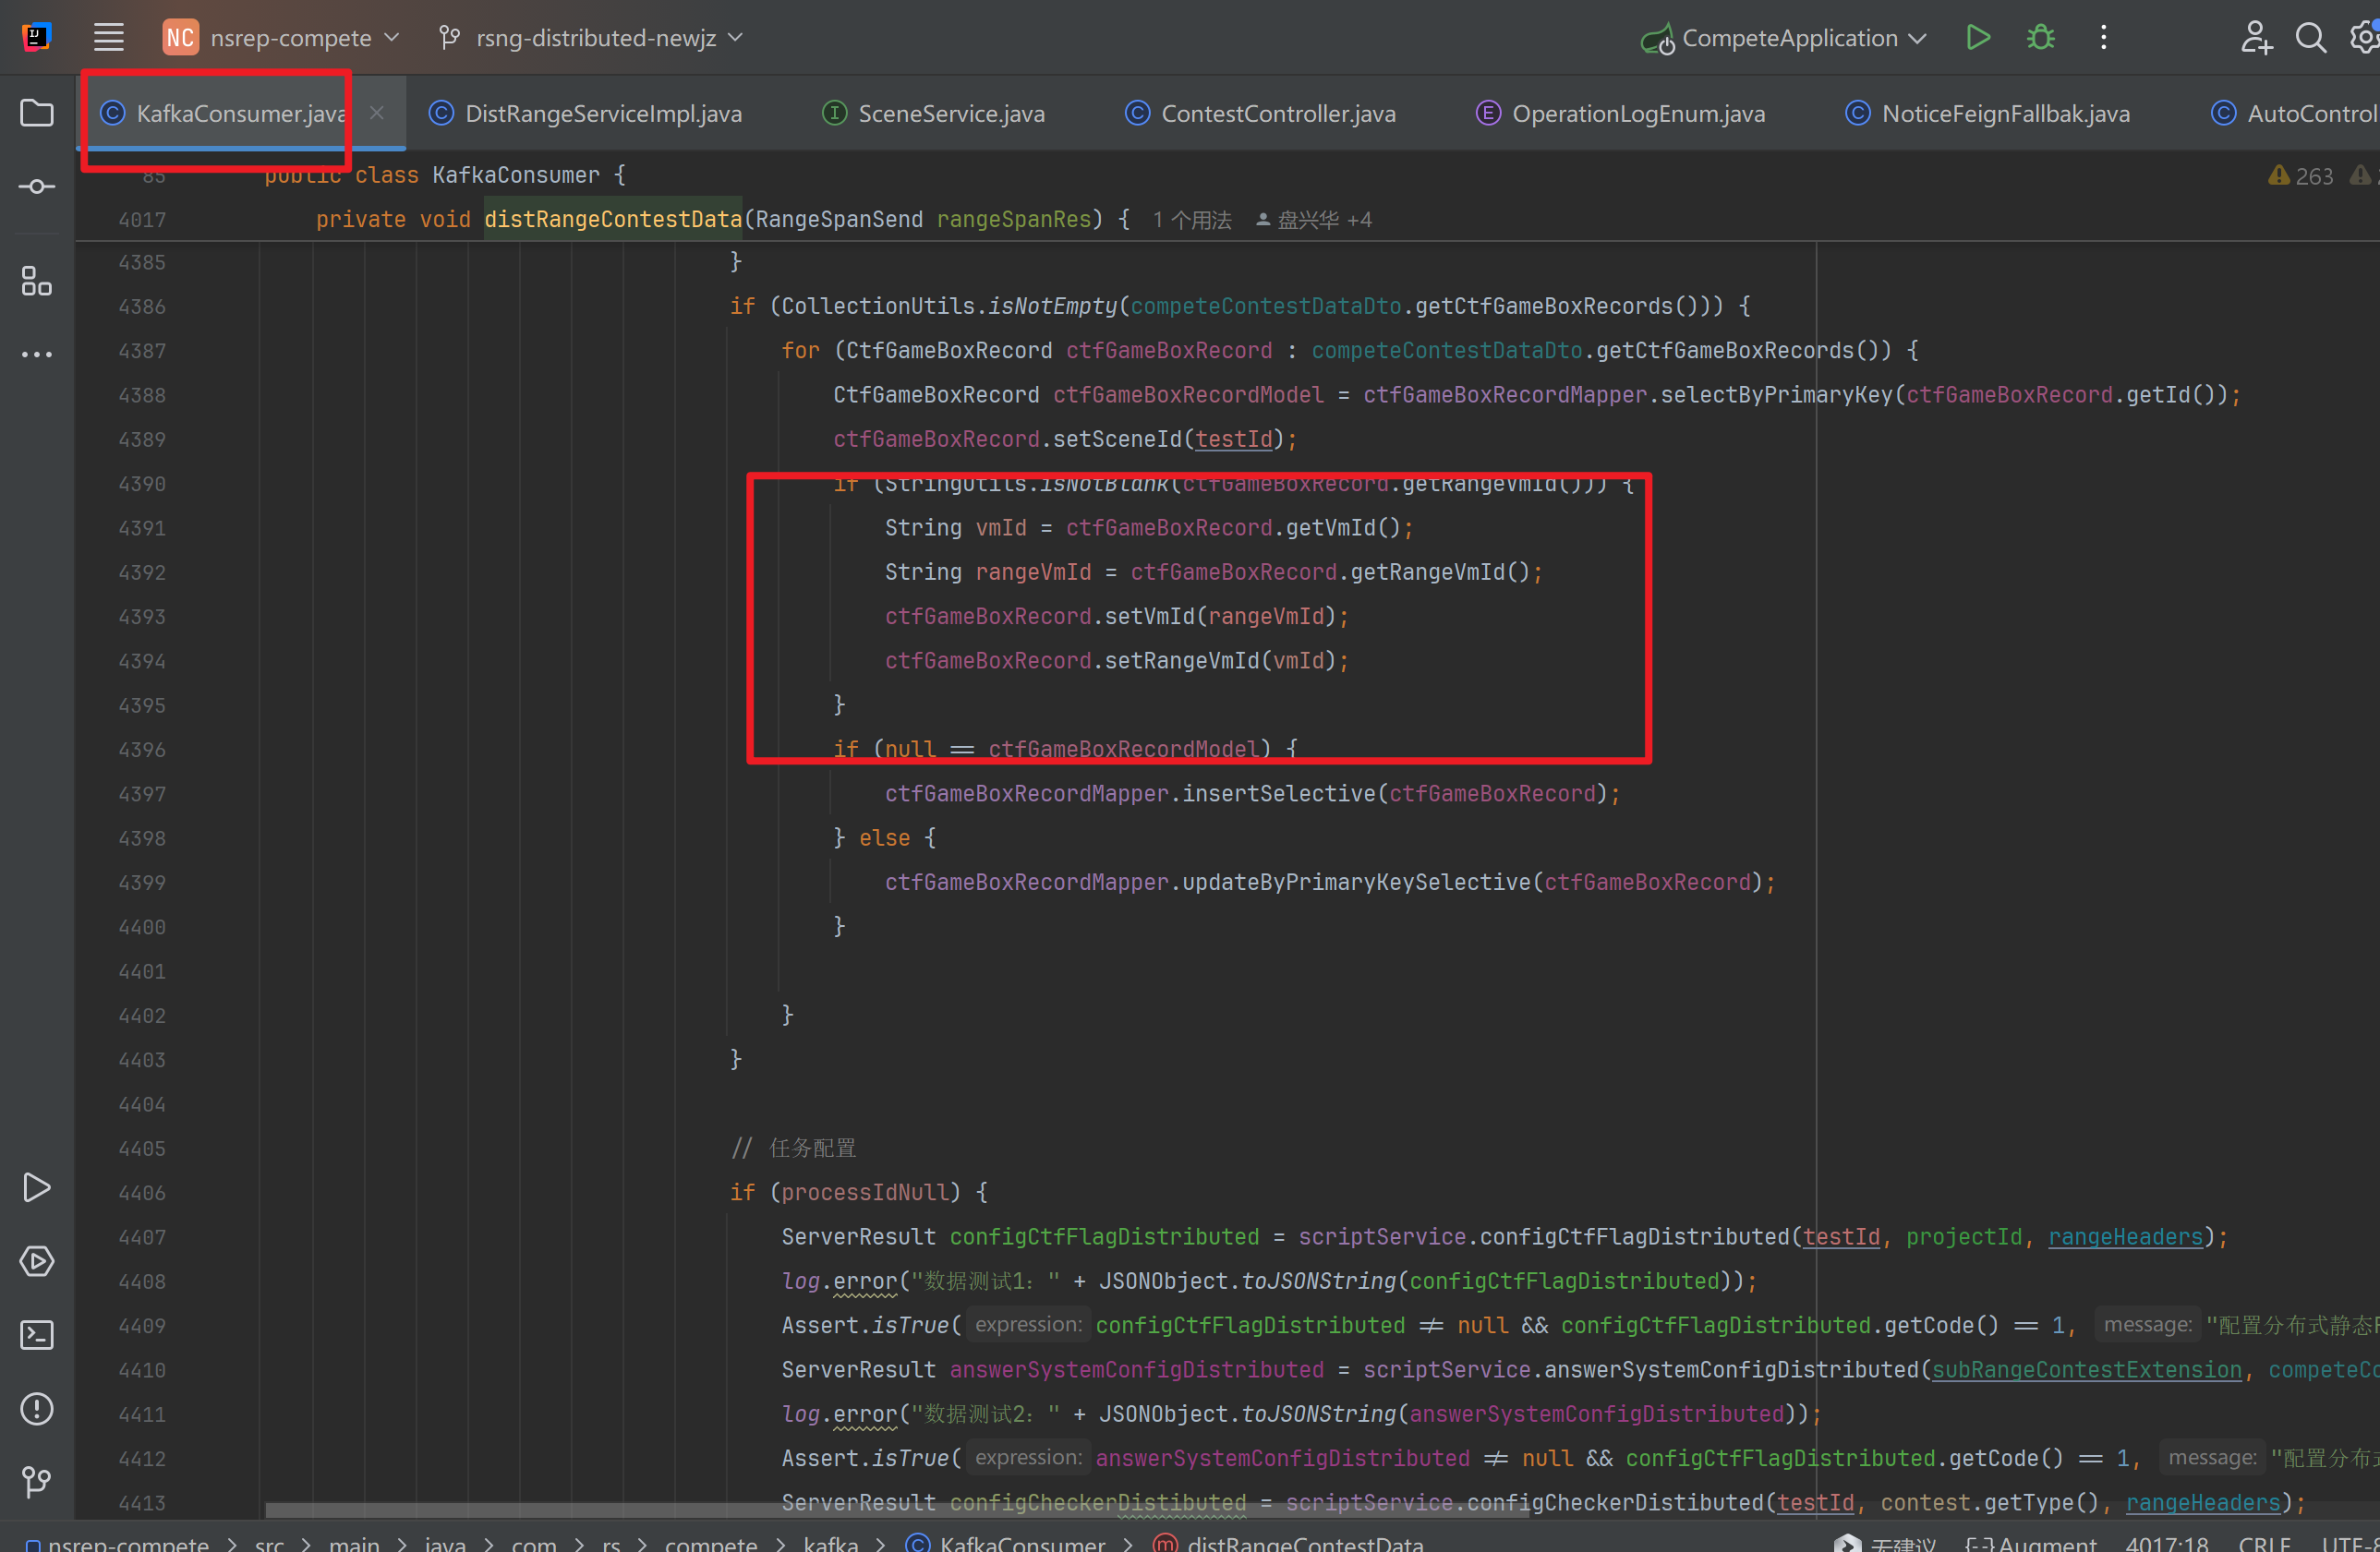 NC nsrep-compete rsng-distributed-newjz CompeteApplication
KafkaConsumer.java DistRangeServiceImpl.java SceneService.java ContestController.java OperationLogEnum.java NoticeFeignFallbak.java AutoControl
85 public class KafkaConsumer { 263
4017 private void distRangeContestData(RangeSpanSend rangeSpanRes) { 1 个用法 盘兴华 +4
4385 }
4386 if (CollectionUtils.isNotEmpty(competeContestDataDto.getCtfGameBoxRecords())) {
4387 for (CtfGameBoxRecord ctfGameBoxRecord : competeContestDataDto.getCtfGameBoxRecords()) {
4388 CtfGameBoxRecord ctfGameBoxRecordModel = ctfGameBoxRecordMapper.selectByPrimaryKey(ctfGameBoxRecord.getId());
4389 ctfGameBoxRecord.setSceneId(testId);
4390 if (StringUtils.isNotBlank(ctfGameBoxRecord.getRangeVmId())) {
4391 String vmId = ctfGameBoxRecord.getVmId();
4392 String rangeVmId = ctfGameBoxRecord.getRangeVmId();
4393 ctfGameBoxRecord.setVmId(rangeVmId);
4394 ctfGameBoxRecord.setRangeVmId(vmId);
4395 }
4396 if (null == ctfGameBoxRecordModel) {
4397 ctfGameBoxRecordMapper.insertSelective(ctfGameBoxRecord);
4398 } else {
4399 ctfGameBoxRecordMapper.updateByPrimaryKeySelective(ctfGameBoxRecord);
4400 }
4401
4402 }
4403 }
4404
4405 // 任务配置
4406 if (processIdNull) {
4407 ServerResult configCtfFlagDistributed = scriptService.configCtfFlagDistributed(testId, projectId, rangeHeaders);
4408 log.error("数据测试1：" + JSONObject.toJSONString(configCtfFlagDistributed));
4409 Assert.isTrue( expression: configCtfFlagDistributed != null && configCtfFlagDistributed.getCode() == 1, message: "配置分布式静态F
4410 ServerResult answerSystemConfigDistributed = scriptService.answerSystemConfigDistributed(subRangeContestExtension, competeCo
4411 log.error("数据测试2：" + JSONObject.toJSONString(answerSystemConfigDistributed));
4412 Assert.isTrue( expression: answerSystemConfigDistributed != null && configCtfFlagDistributed.getCode() == 1, message: "配置分布式
4413 ServerResult configCheckerDistibuted = scriptService.configCheckerDistibuted(testId, contest.getType(), rangeHeaders);
nsrep-compete > src > main > java > com > rs > compete > kafka > KafkaConsumer > distRangeContestData 无建议 Augment 4017:18 CRLF UTF-8